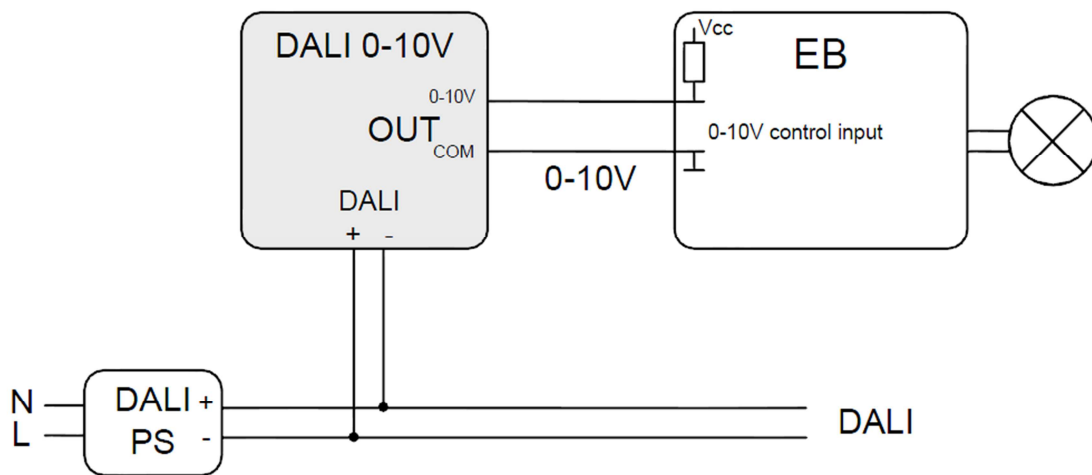 DALI 0-10V
0-10V
OUT
COM
DALI
+ -
0-10V
Vcc
EB
0-10V control input
N
L
DALI +
PS -
DALI